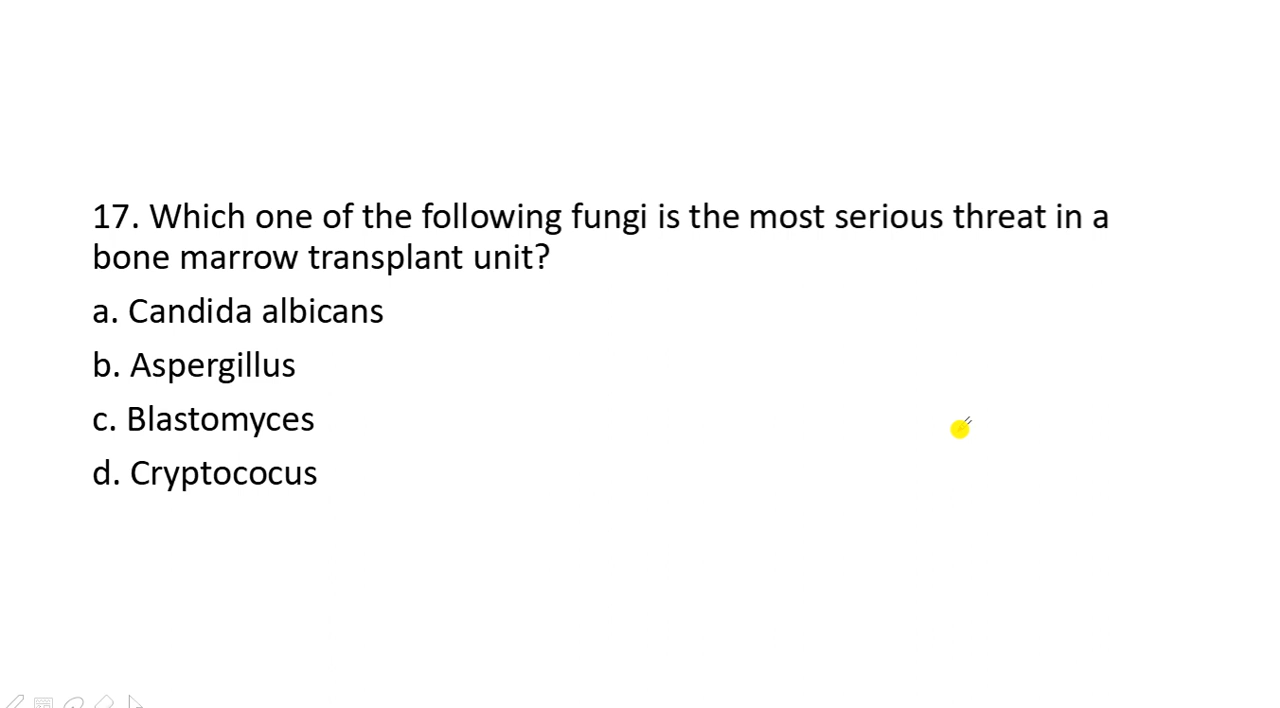 17. Which one of the following fungi is the most serious threat in a
bone marrow transplant unit?
a. Candida albicans
b. Aspergillus
c. Blastomyces
d. Cryptococus